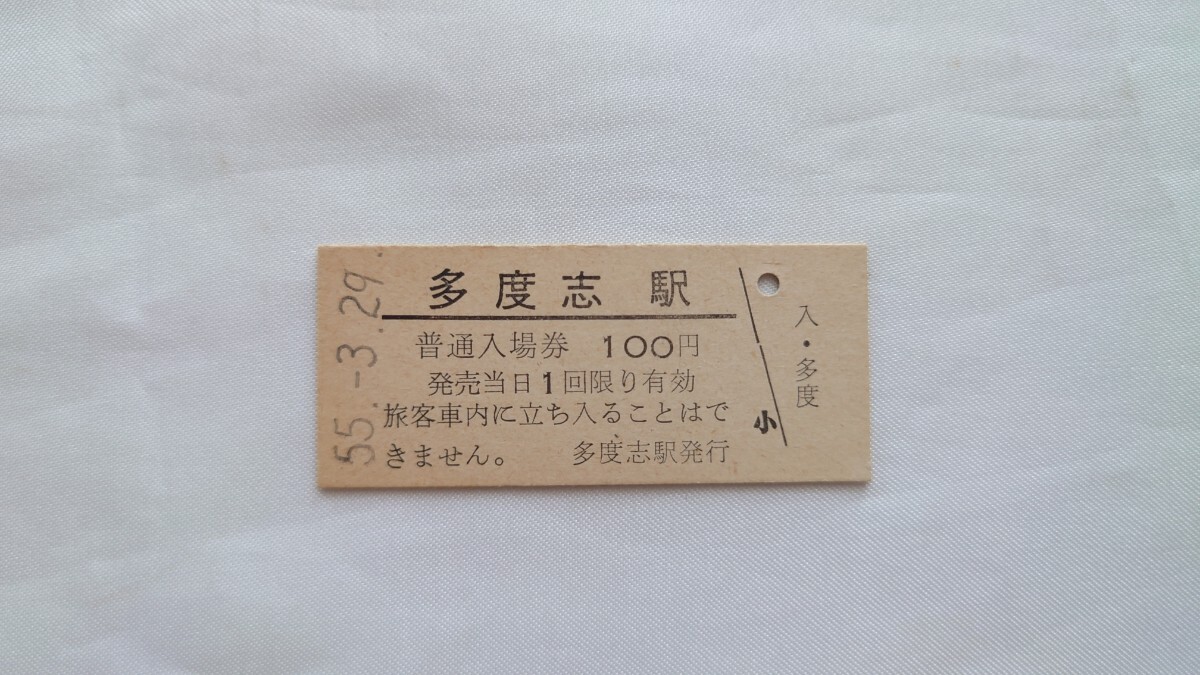 55.-3.29.
多度志駅
普通入場券 100円
発売当日1回限り有効
旅客車内に立ち入ることはで
きません。 多度志駅発行
小
入・多度